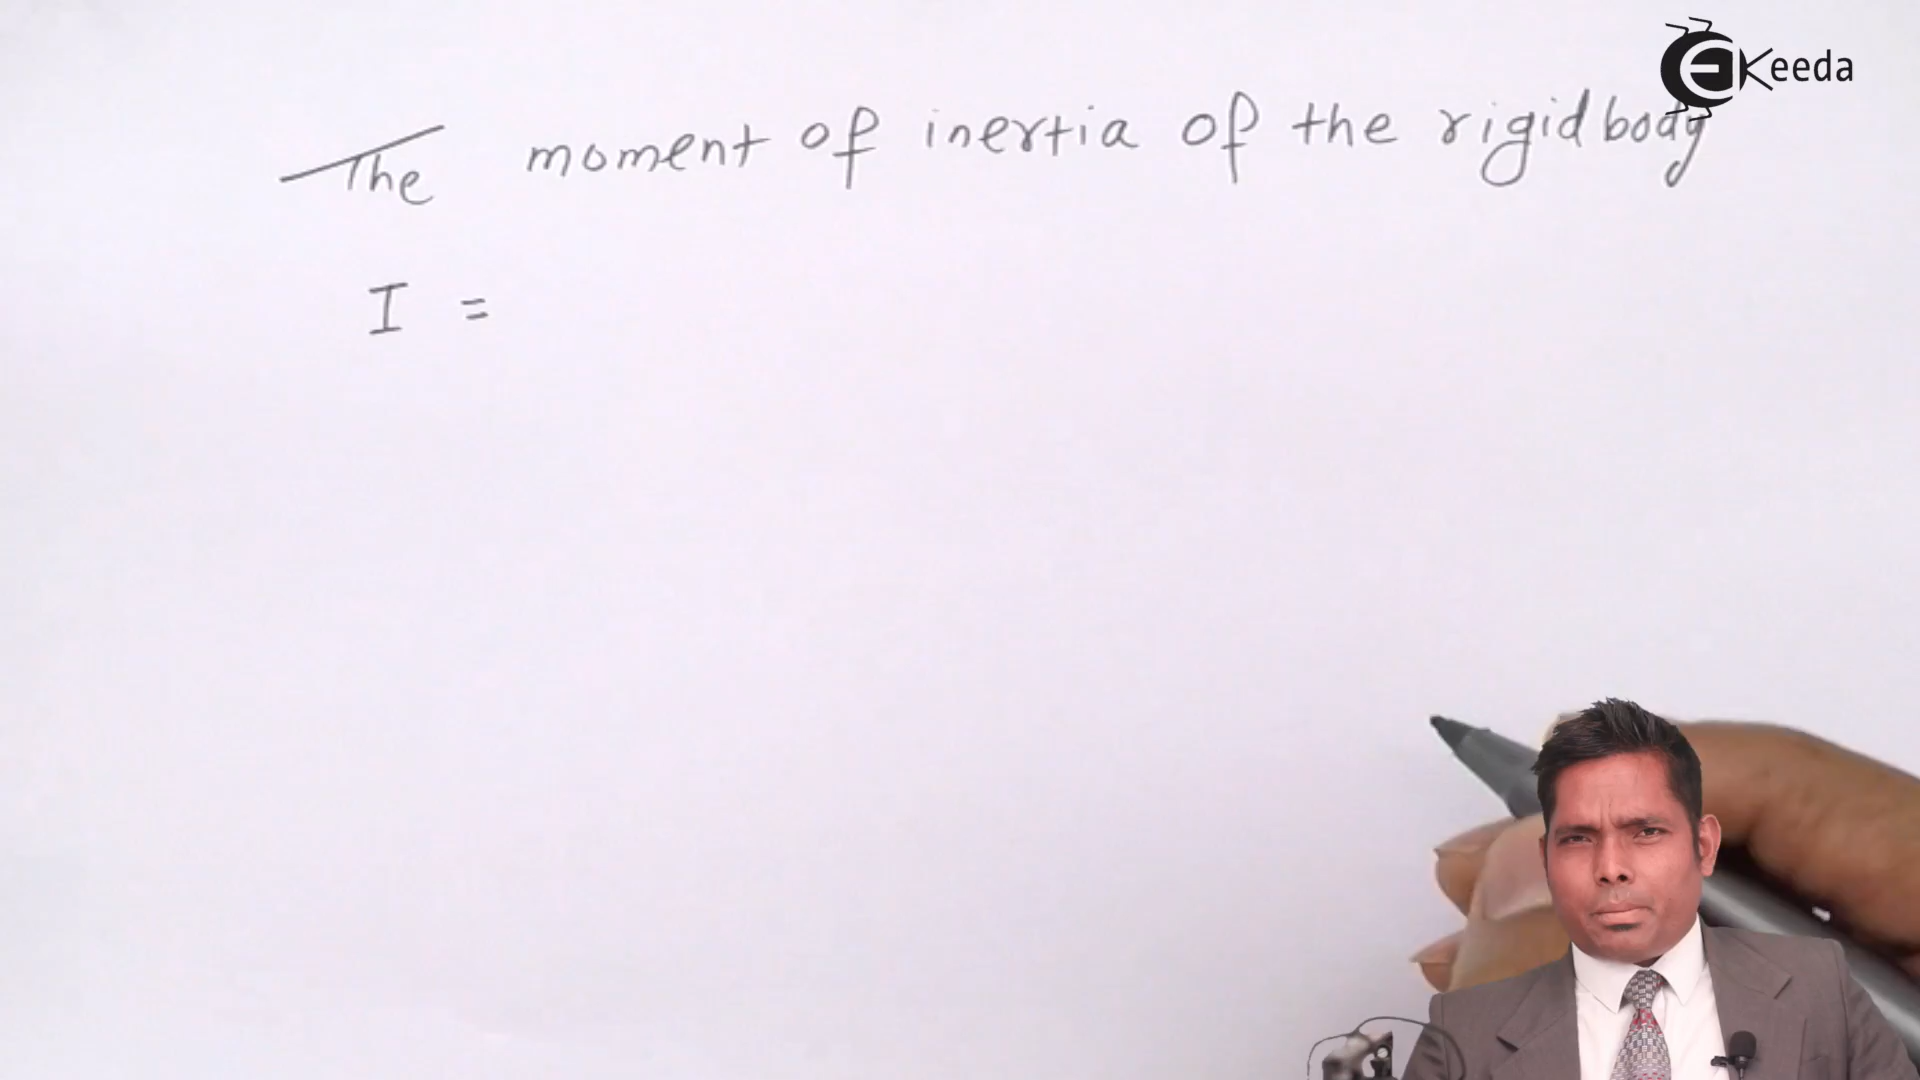 EKeeda
The moment of inertia of the rigid body
I =